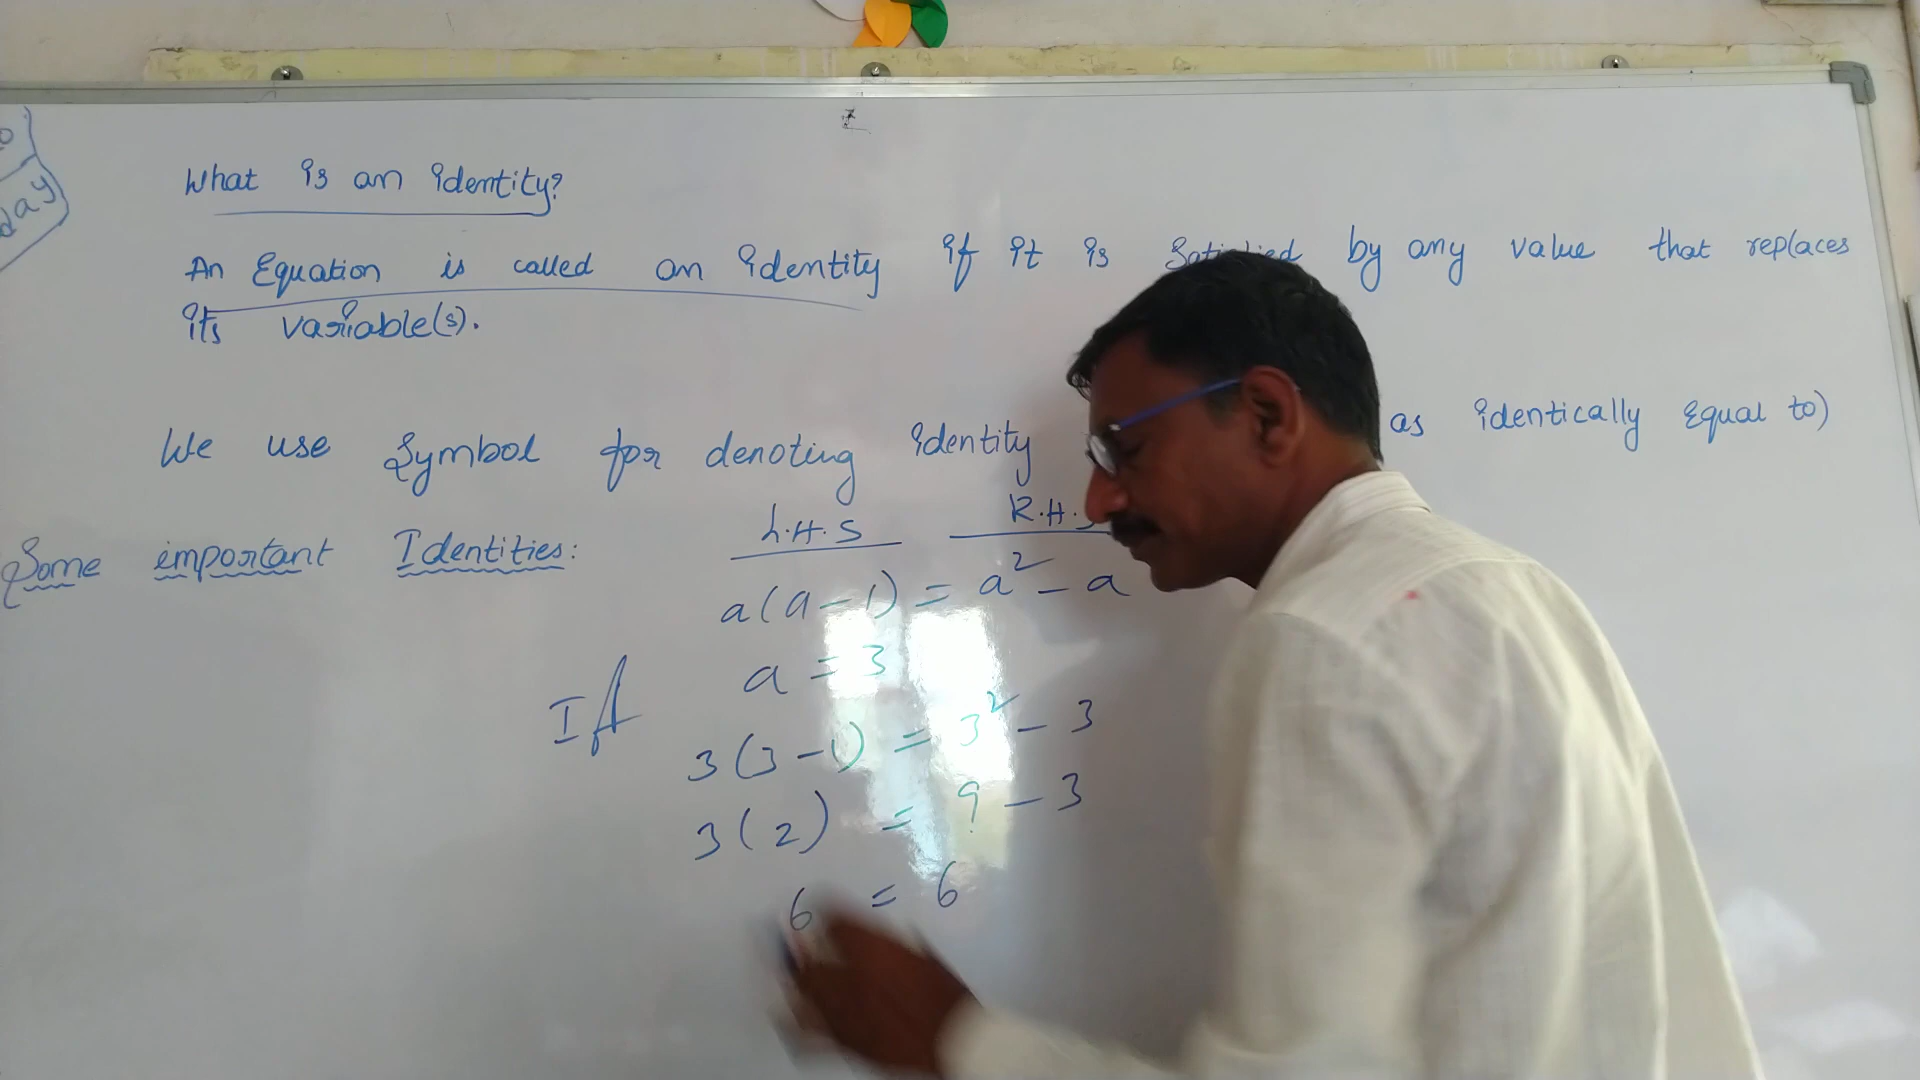 day
What is an identity?
An Equation is called an identity if it is Satisfied by any value that replaces
its variable(s).
We use Symbol for denoting identity as identically equal to)
L.H.S R.H.S
Some important Identities:
a(a-1) = a² - a
If a = 3
3(3-1) = 3² - 3
3(2) = 9 - 3
6 = 6